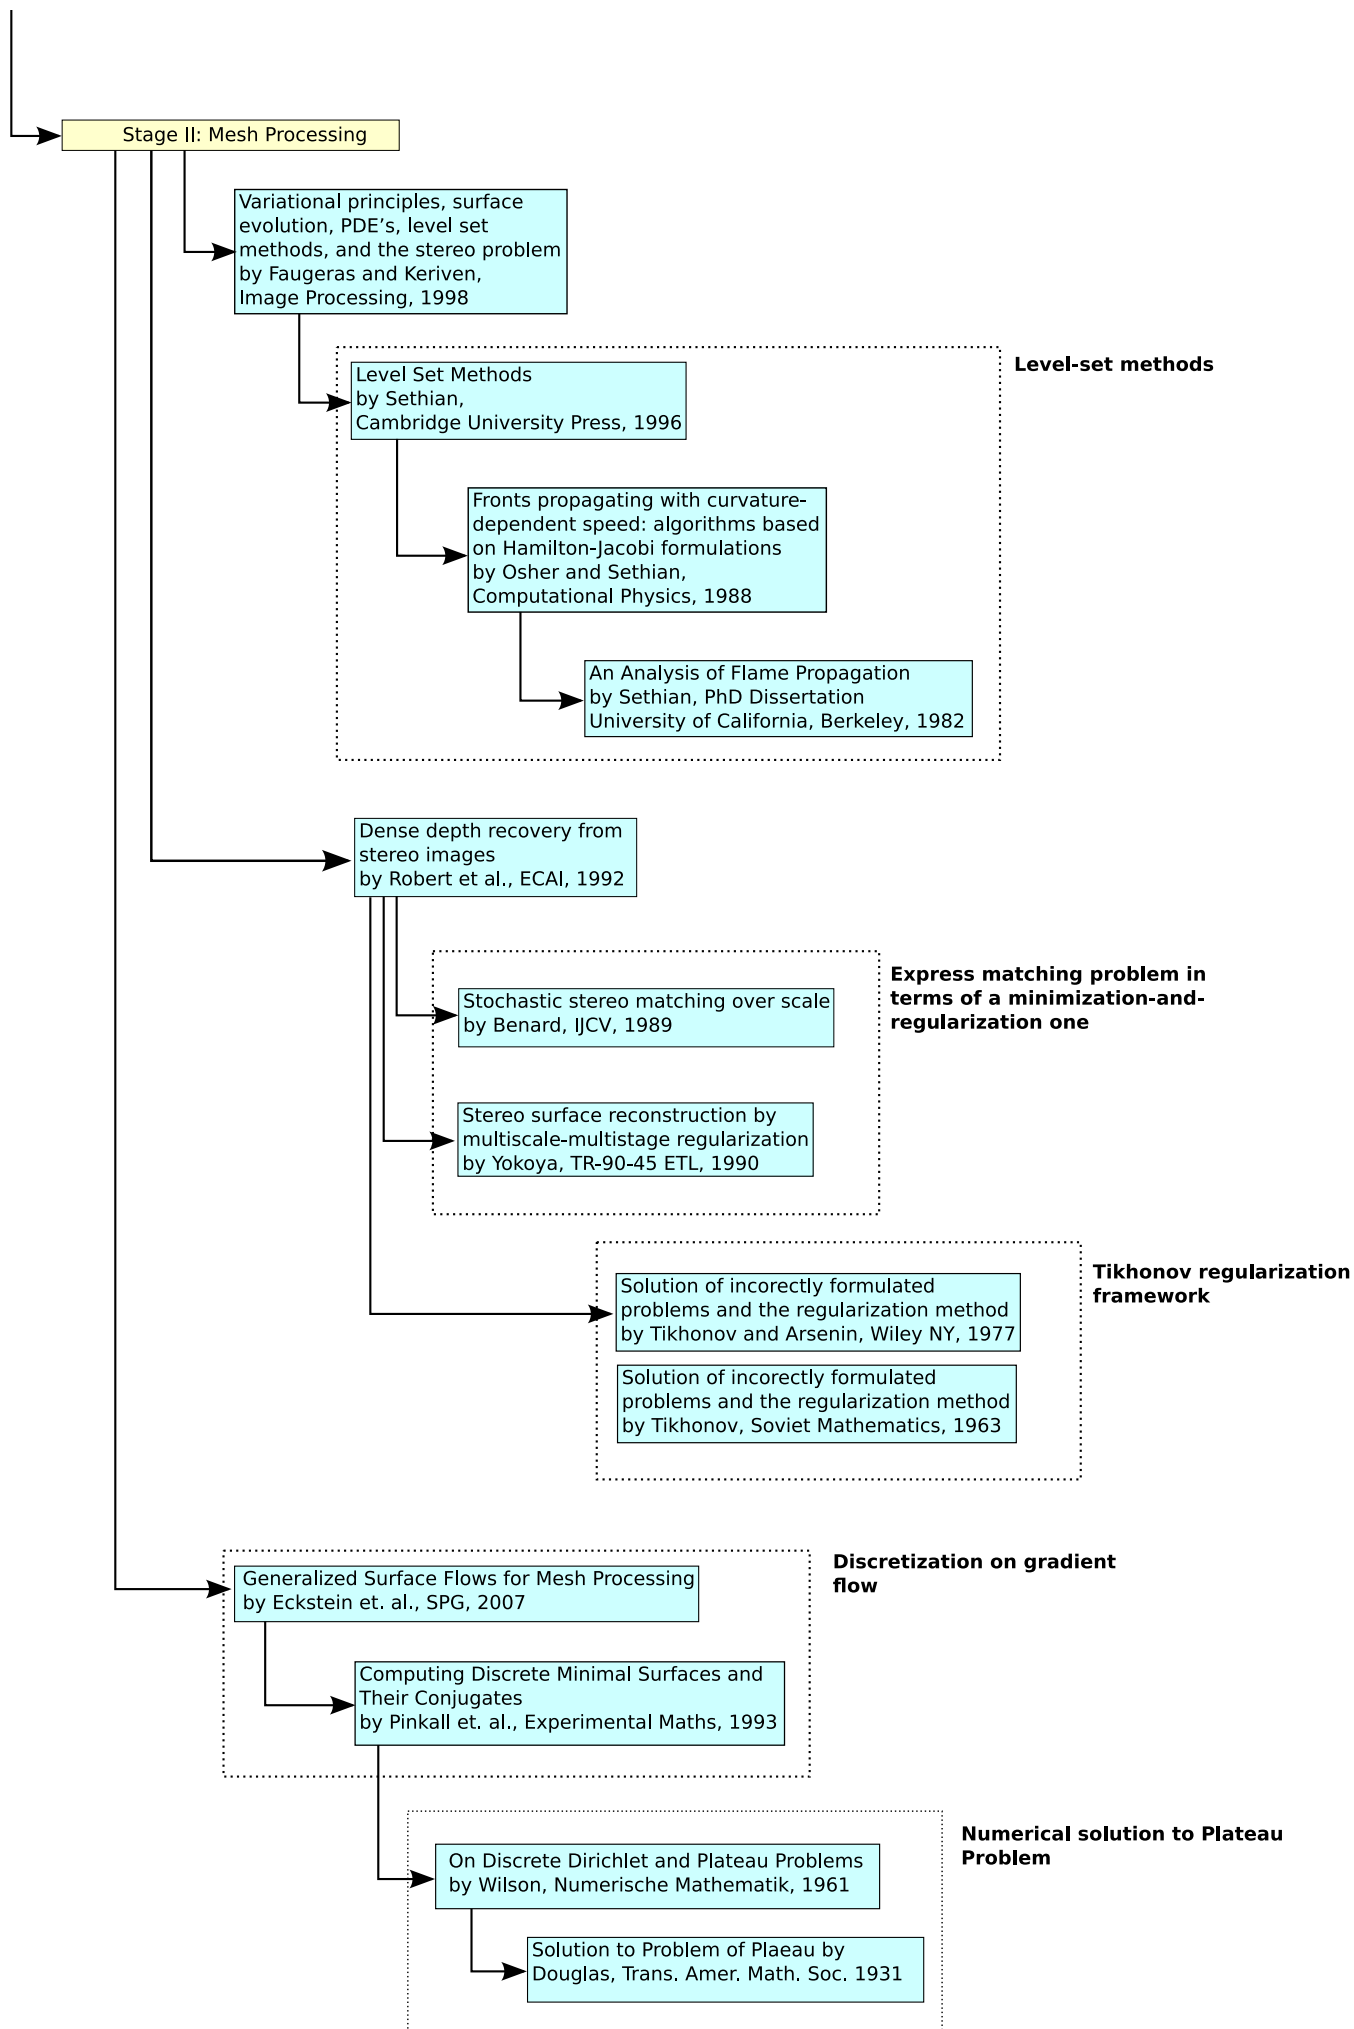 Stage II: Mesh Processing
Variational principles, surface
evolution, PDE's, level set
methods, and the stereo problem
by Faugeras and Keriven,
Image Processing, 1998
Level-set methods
Level Set Methods
by Sethian,
Cambridge University Press, 1996
Fronts propagating with curvature-
dependent speed: algorithms based
on Hamilton-Jacobi formulations
by Osher and Sethian,
Computational Physics, 1988
An Analysis of Flame Propagation
by Sethian, PhD Dissertation
University of California, Berkeley, 1982
Dense depth recovery from
stereo images
by Robert et al., ECAI, 1992
Express matching problem in
terms of a minimization-and-
regularization one
Stochastic stereo matching over scale
by Benard, IJCV, 1989
Stereo surface reconstruction by
multiscale-multistage regularization
by Yokoya, TR-90-45 ETL, 1990
Tikhonov regularization
framework
Solution of incorectly formulated
problems and the regularization method
by Tikhonov and Arsenin, Wiley NY, 1977
Solution of incorectly formulated
problems and the regularization method
by Tikhonov, Soviet Mathematics, 1963
Discretization on gradient
flow
Generalized Surface Flows for Mesh Processing
by Eckstein et. al., SPG, 2007
Computing Discrete Minimal Surfaces and
Their Conjugates
by Pinkall et. al., Experimental Maths, 1993
Numerical solution to Plateau
Problem
On Discrete Dirichlet and Plateau Problems
by Wilson, Numerische Mathematik, 1961
Solution to Problem of Plaeau by
Douglas, Trans. Amer. Math. Soc. 1931